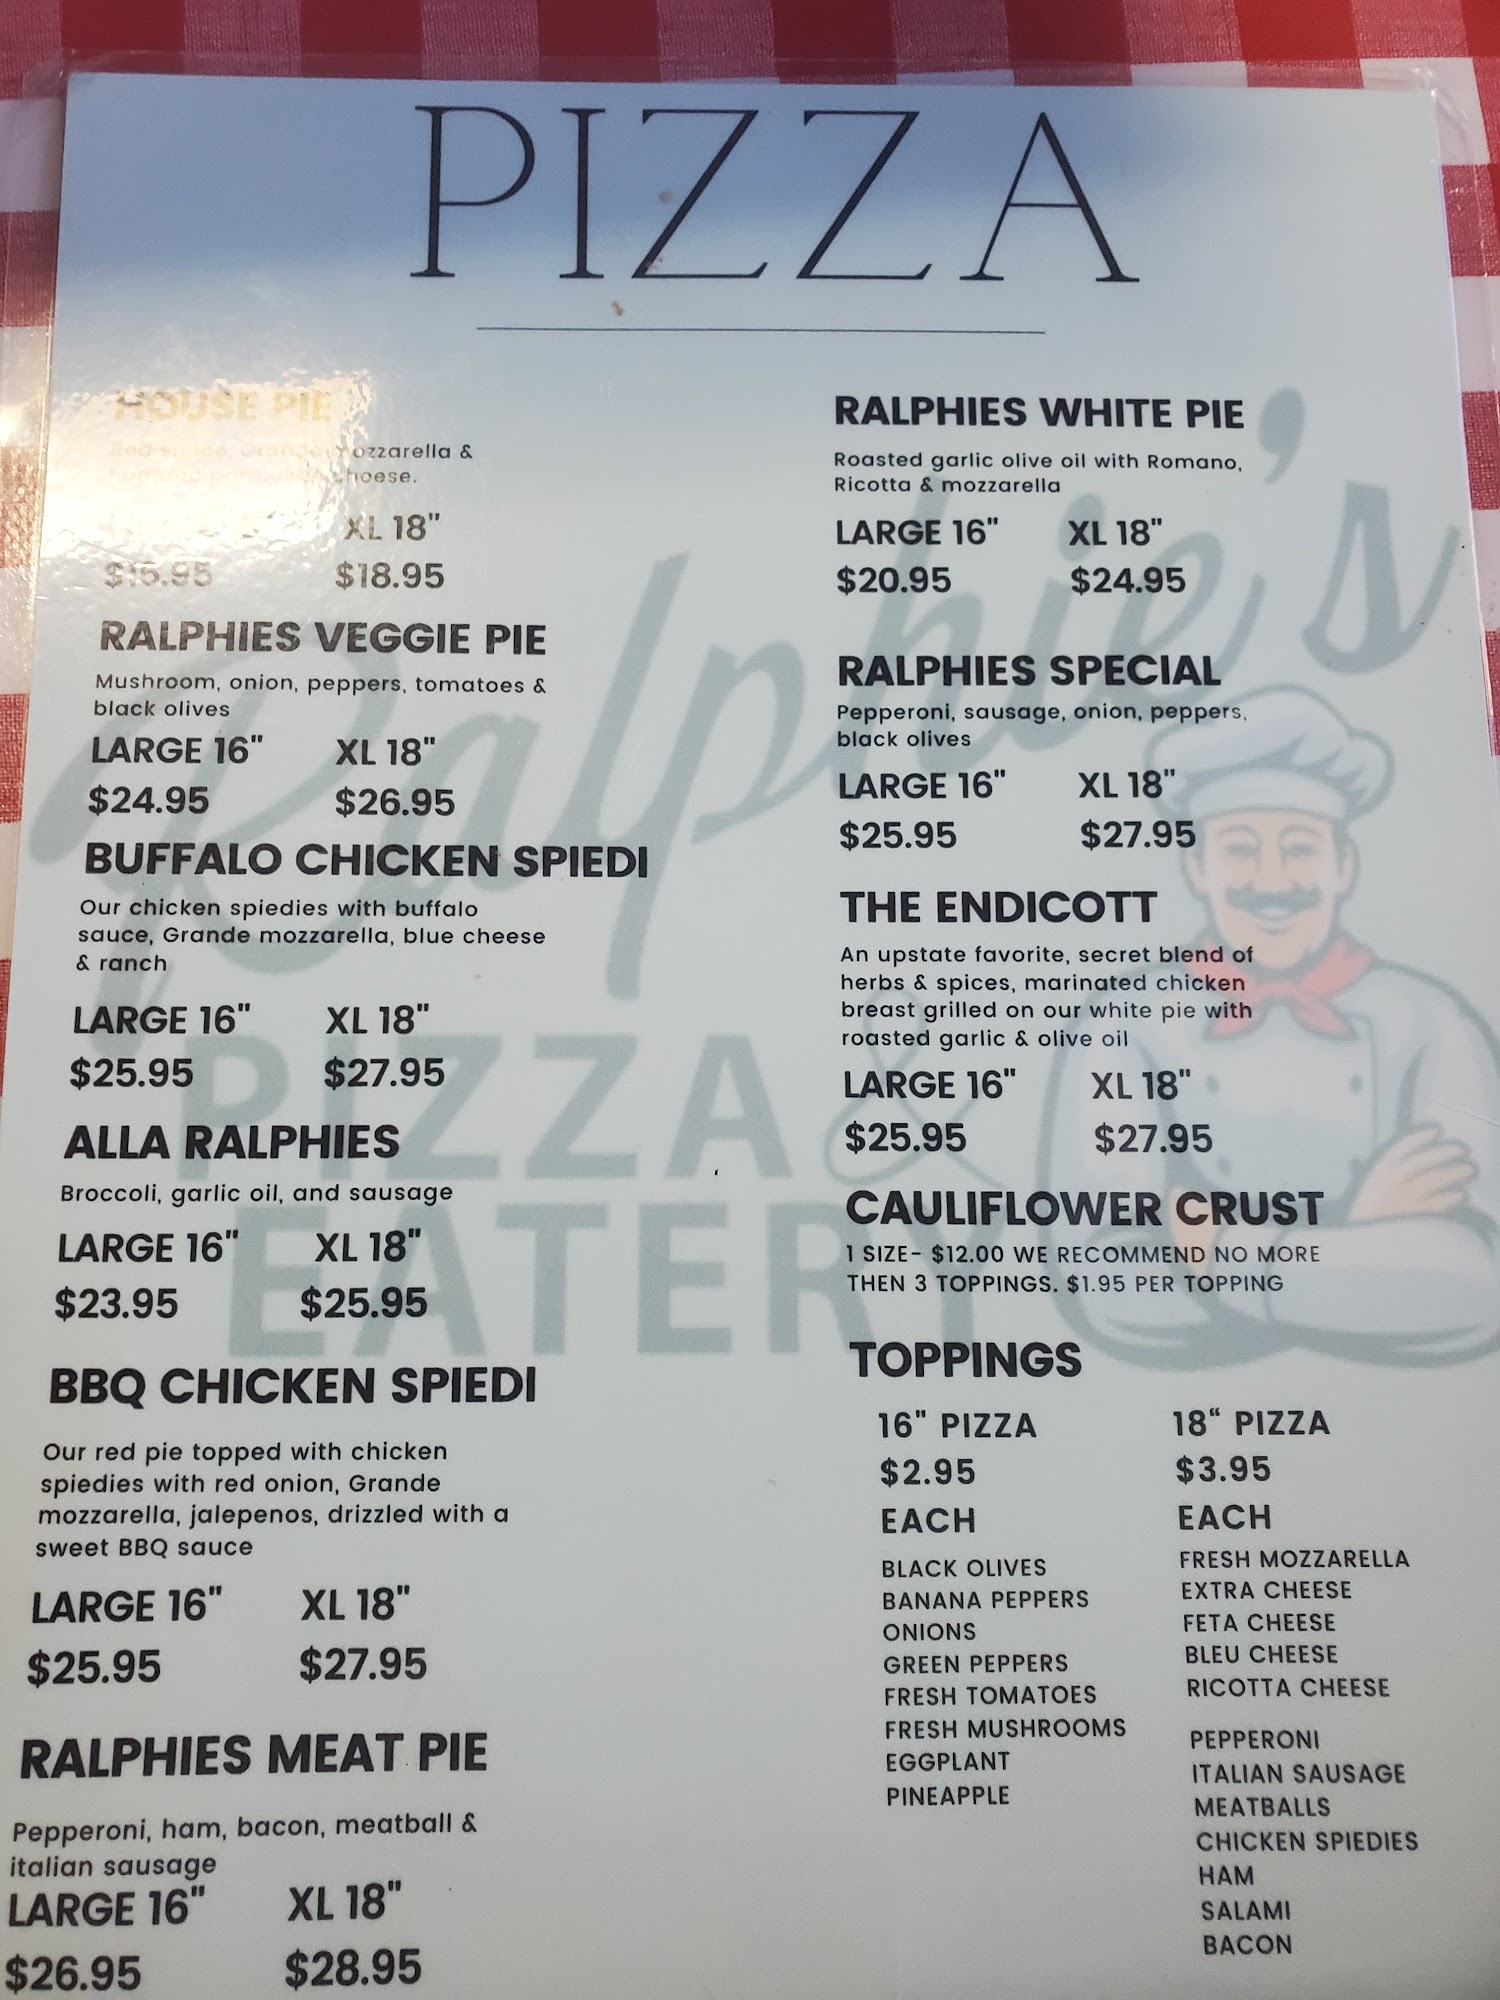 PIZZA
HOUSE PIE
Red sauce, Grande mozzarella &
cheese.
XL 18"
$18.95
RALPHIES VEGGIE PIE
Mushroom, onion, peppers, tomatoes &
black olives
LARGE 16" XL 18"
$24.95 $26.95
BUFFALO CHICKEN SPIEDI
Our chicken spiedies with buffalo
sauce, Grande mozzarella, blue cheese
& ranch
LARGE 16" XL 18"
$25.95 $27.95
ALLA RALPHIES
Broccoli, garlic oil, and sausage
LARGE 16" XL 18"
$23.95 $25.95
BBQ CHICKEN SPIEDI
Our red pie topped with chicken
spiedies with red onion, Grande
mozzarella, jalepenos, drizzled with a
sweet BBQ sauce
LARGE 16" XL 18"
$25.95 $27.95
RALPHIES MEAT PIE
Pepperoni, ham, bacon, meatball &
italian sausage
LARGE 16" XL 18"
$26.95 $28.95
RALPHIES WHITE PIE
Roasted garlic olive oil with Romano,
Ricotta & mozzarella
LARGE 16" XL 18"
$20.95 $24.95
RALPHIES SPECIAL
Pepperoni, sausage, onion, peppers,
black olives
LARGE 16" XL 18"
$25.95 $27.95
THE ENDICOTT
An upstate favorite, secret blend of
herbs & spices, marinated chicken
breast grilled on our white pie with
roasted garlic & olive oil
LARGE 16" XL 18"
$25.95 $27.95
CAULIFLOWER CRUST
1 SIZE- $12.00 WE RECOMMEND NO MORE
THEN 3 TOPPINGS. $1.95 PER TOPPING
TOPPINGS
16" PIZZA
$2.95
EACH
BLACK OLIVES
BANANA PEPPERS
ONIONS
GREEN PEPPERS
FRESH TOMATOES
FRESH MUSHROOMS
EGGPLANT
PINEAPPLE
18“ PIZZA
$3.95
EACH
FRESH MOZZARELLA
EXTRA CHEESE
FETA CHEESE
BLEU CHEESE
RICOTTA CHEESE
PEPPERONI
ITALIAN SAUSAGE
MEATBALLS
CHICKEN SPIEDIES
HAM
SALAMI
BACON
Ralphie's
PIZZA &
EATERY